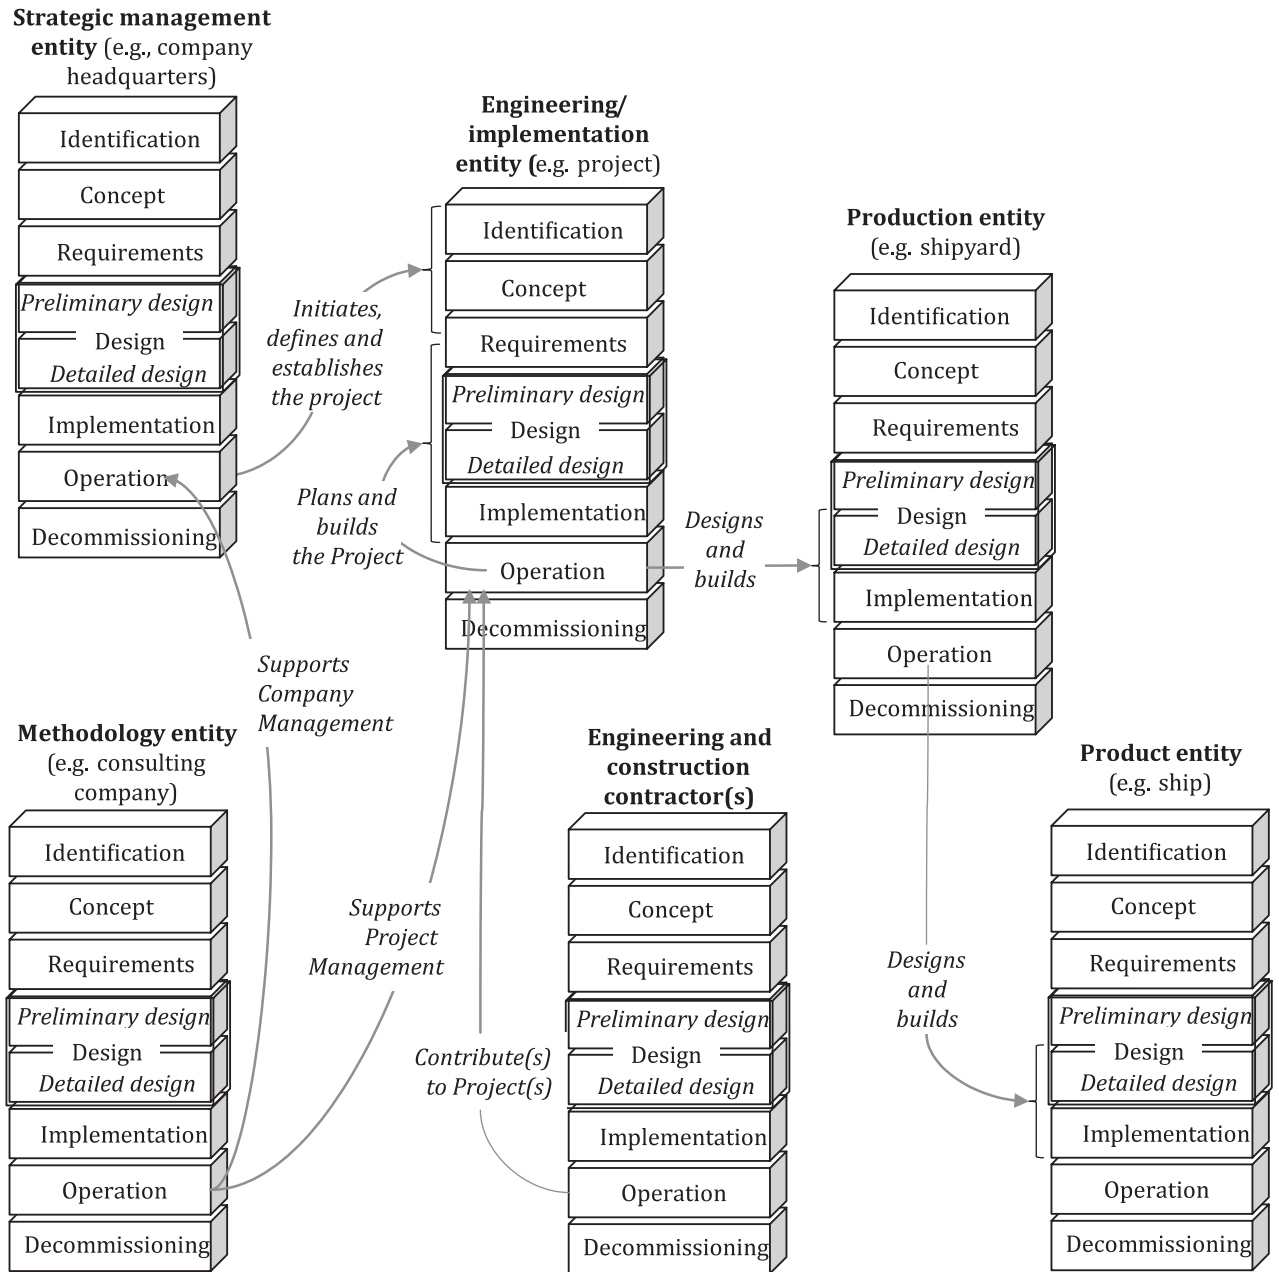 Strategic management
entity (e.g., company
headquarters)
Identification
Concept
Requirements
Preliminary design
Design
Detailed design
Implementation
Operation
Decommissioning
Initiates,
defines and
establishes
the project
Engineering/
implementation
entity (e.g. project)
Identification
Concept
Requirements
Preliminary design
Design
Detailed design
Implementation
Operation
Decommissioning
Plans and
builds
the Project
Designs
and
builds
Production entity
(e.g. shipyard)
Identification
Concept
Requirements
Preliminary design
Design
Detailed design
Implementation
Operation
Decommissioning
Supports
Company
Management
Methodology entity
(e.g. consulting
company)
Identification
Concept
Requirements
Preliminary design
Design
Detailed design
Implementation
Operation
Decommissioning
Supports
Project
Management
Contribute(s)
to Project(s)
Engineering and
construction
contractor(s)
Identification
Concept
Requirements
Preliminary design
Design
Detailed design
Implementation
Operation
Decommissioning
Designs
and
builds
Product entity
(e.g. ship)
Identification
Concept
Requirements
Preliminary design
Design
Detailed design
Implementation
Operation
Decommissioning